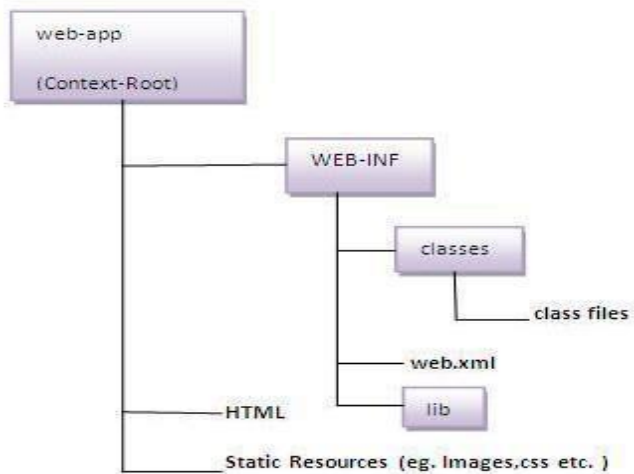 web-app
(Context-Root)
WEB-INF
classes
class files
web.xml
lib
HTML
Static Resources (eg. Images,css etc. )